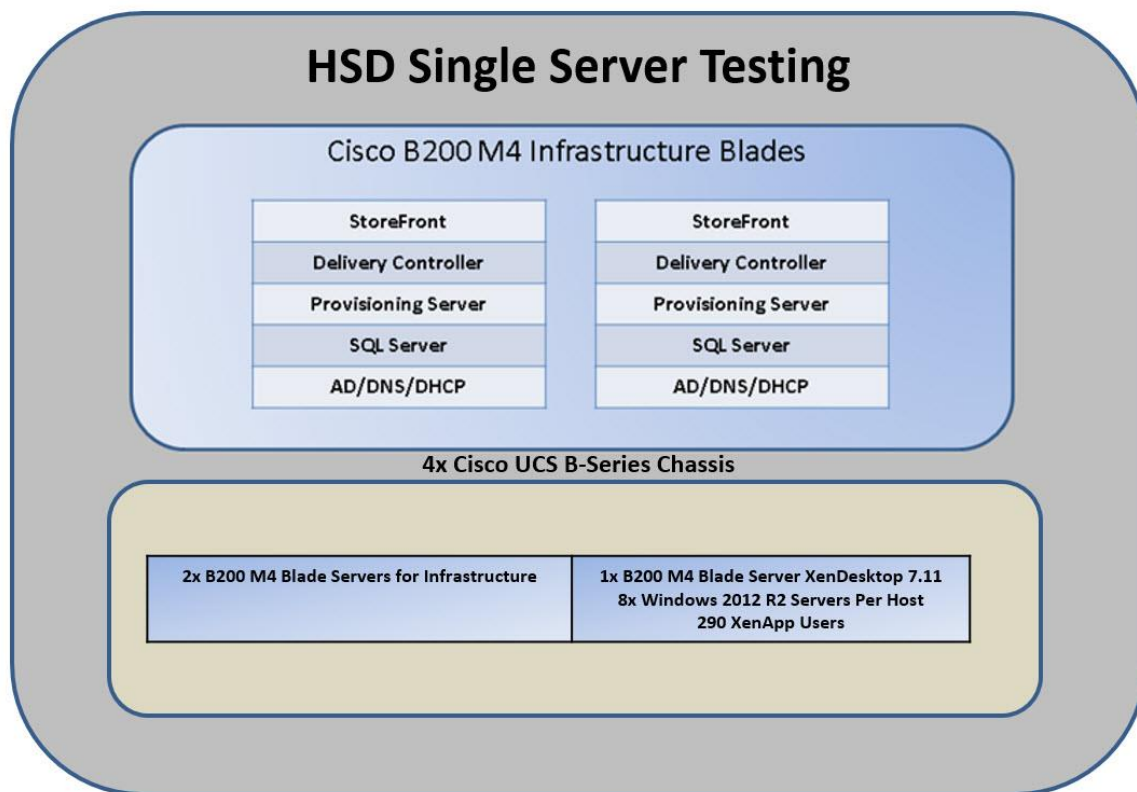 HSD Single Server Testing
Cisco B200 M4 Infrastructure Blades
StoreFront
Delivery Controller
Provisioning Server
SQL Server
AD/DNS/DHCP
StoreFront
Delivery Controller
Provisioning Server
SQL Server
AD/DNS/DHCP
4x Cisco UCS B-Series Chassis
2x B200 M4 Blade Servers for Infrastructure
1x B200 M4 Blade Server XenDesktop 7.11
8x Windows 2012 R2 Servers Per Host
290 XenApp Users